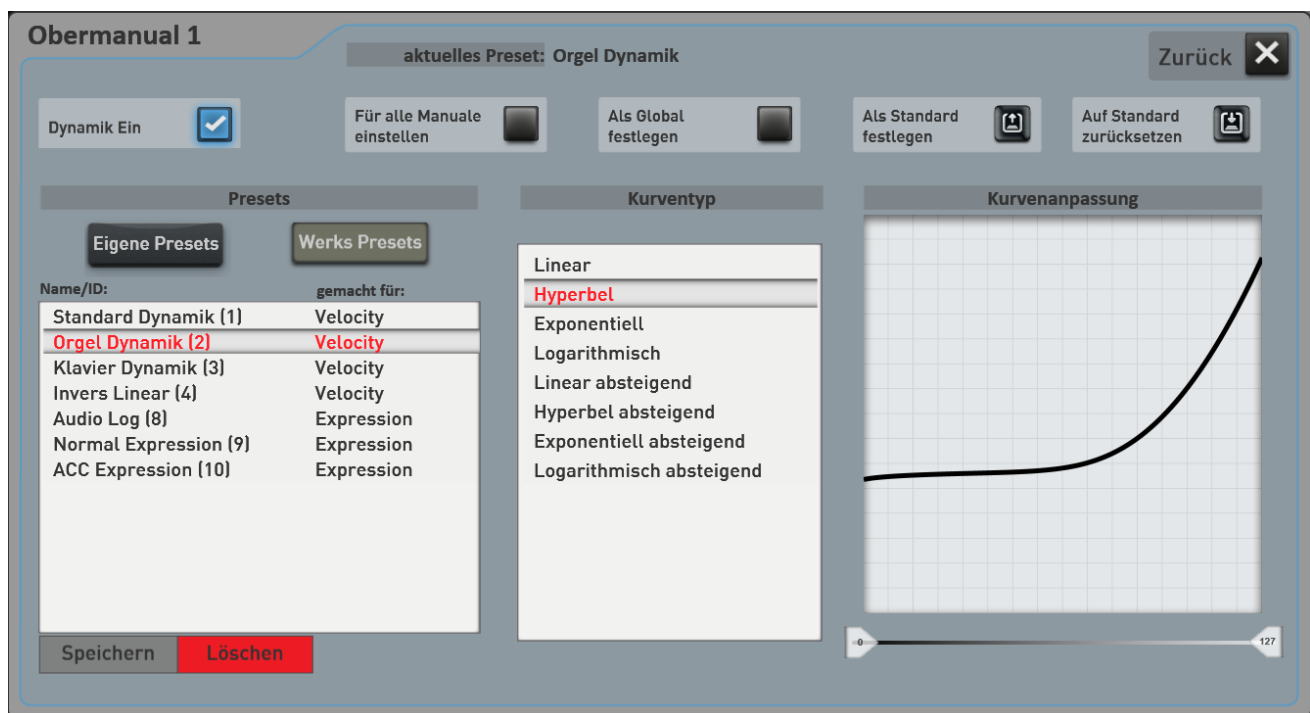 Obermanual 1
aktuelles Preset: Orgel Dynamik
Zurück
Dynamik Ein
Für alle Manuale
einstellen
Als Global
festlegen
Als Standard
festlegen
Auf Standard
zurücksetzen
Presets
Eigene Presets
Werks Presets
Name/ID: gemacht für:
Standard Dynamik (1) Velocity
Orgel Dynamik (2) Velocity
Klavier Dynamik (3) Velocity
Invers Linear (4) Velocity
Audio Log (8) Expression
Normal Expression (9) Expression
ACC Expression (10) Expression
Speichern
Löschen
Kurventyp
Linear
Hyperbel
Exponentiell
Logarithmisch
Linear absteigend
Hyperbel absteigend
Exponentiell absteigend
Logarithmisch absteigend
Kurvenanpassung
0
127